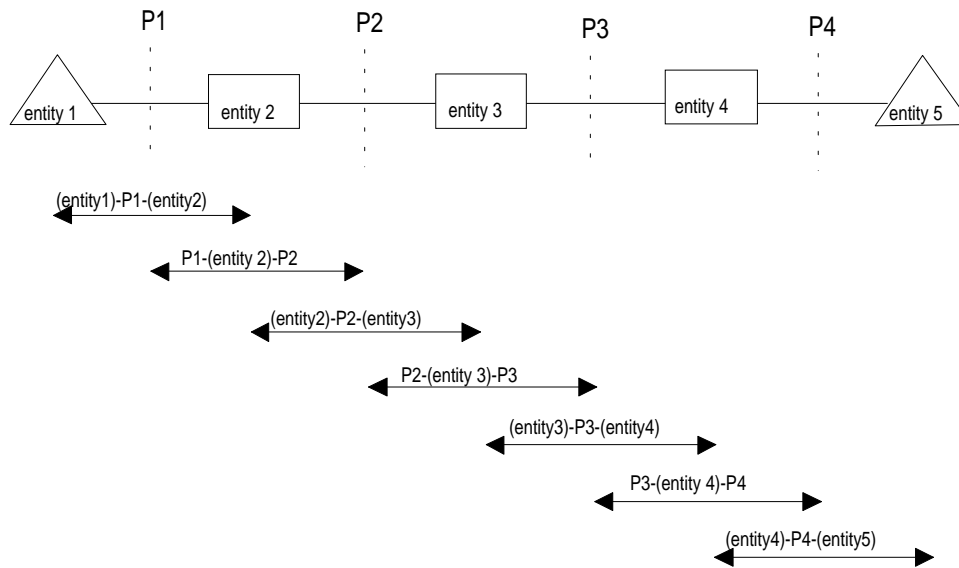 P1
P2
P3
P4
entity 1
entity 2
entity 3
entity 4
entity 5
(entity1)-P1-(entity2)
P1-(entity 2)-P2
(entity2)-P2-(entity3)
P2-(entity 3)-P3
(entity3)-P3-(entity4)
P3-(entity 4)-P4
(entity4)-P4-(entity5)